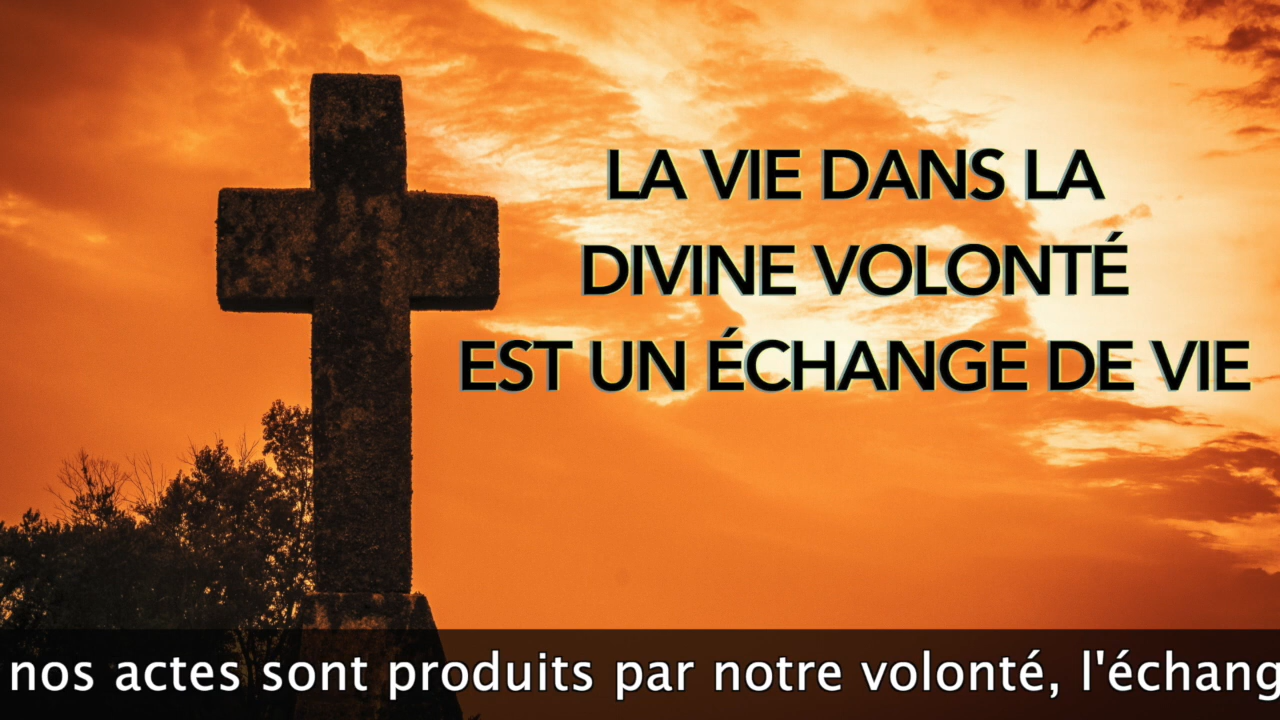 LA VIE DANS LA
DIVINE VOLONTÉ
EST UN ÉCHANGE DE VIE
nos actes sont produits par notre volonté, l'échang